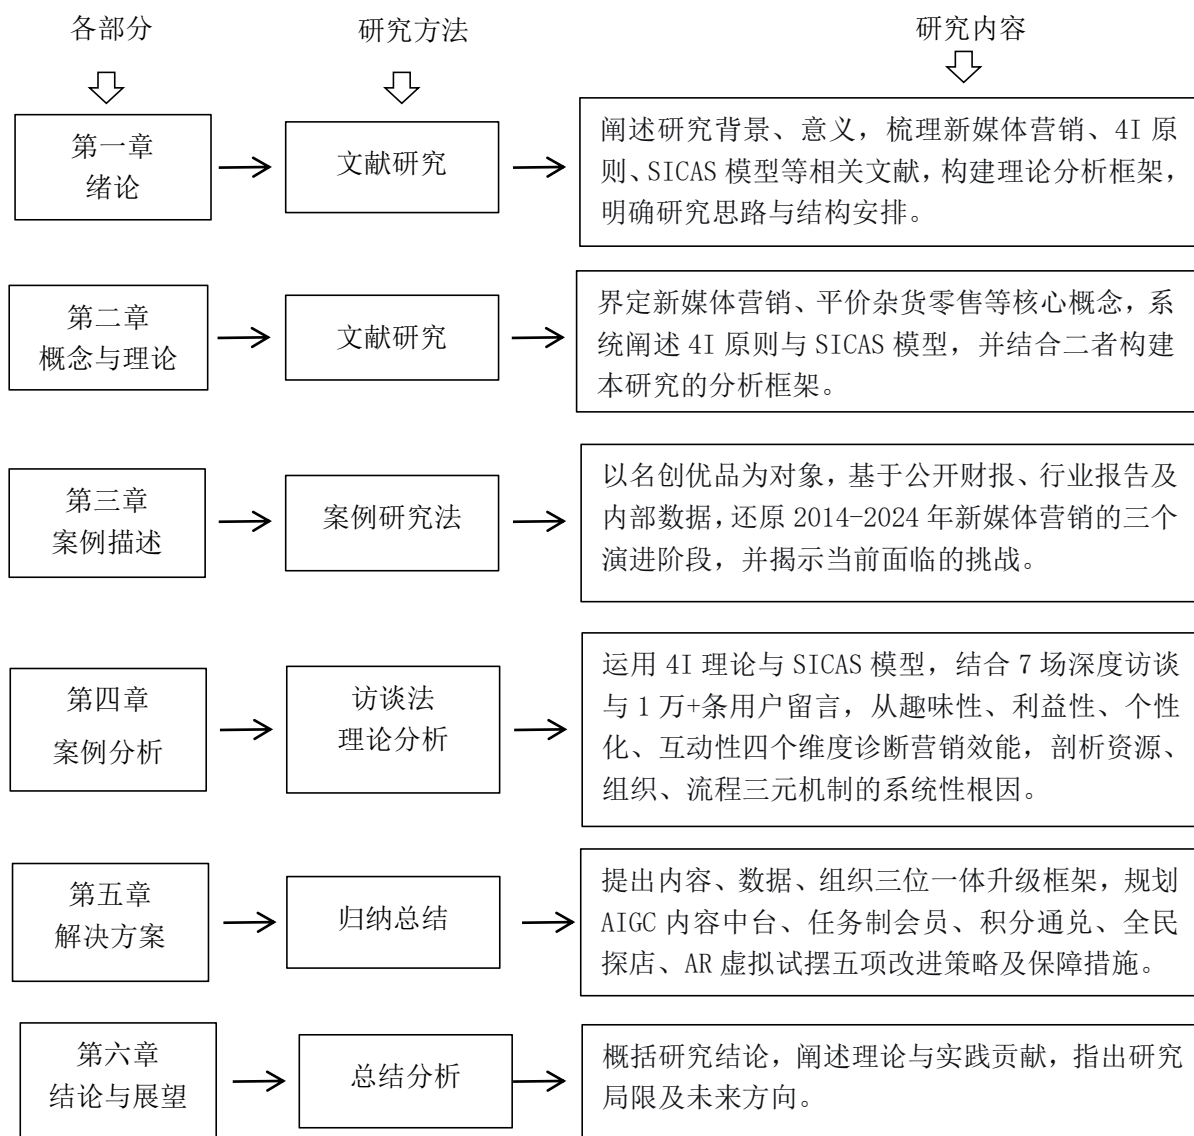 各部分
研究方法
研究内容
第一章
绪论
文献研究
阐述研究背景、意义，梳理新媒体营销、4I 原
则、SICAS 模型等相关文献，构建理论分析框架，
明确研究思路与结构安排。
第二章
概念与理论
文献研究
界定新媒体营销、平价杂货零售等核心概念，系
统阐述 4I 原则与 SICAS 模型，并结合二者构建
本研究的分析框架。
第三章
案例描述
案例研究法
以名创优品为对象，基于公开财报、行业报告及
内部数据，还原 2014-2024 年新媒体营销的三个
演进阶段，并揭示当前面临的挑战。
第四章
案例分析
访谈法
理论分析
运用 4I 理论与 SICAS 模型，结合 7 场深度访谈
与 1 万+条用户留言，从趣味性、利益性、个性
化、互动性四个维度诊断营销效能，剖析资源、
组织、流程三元机制的系统性根因。
第五章
解决方案
归纳总结
提出内容、数据、组织三位一体升级框架，规划
AIGC 内容中台、任务制会员、积分通兑、全民
探店、AR 虚拟试摆五项改进策略及保障措施。
第六章
结论与展望
总结分析
概括研究结论，阐述理论与实践贡献，指出研究
局限及未来方向。